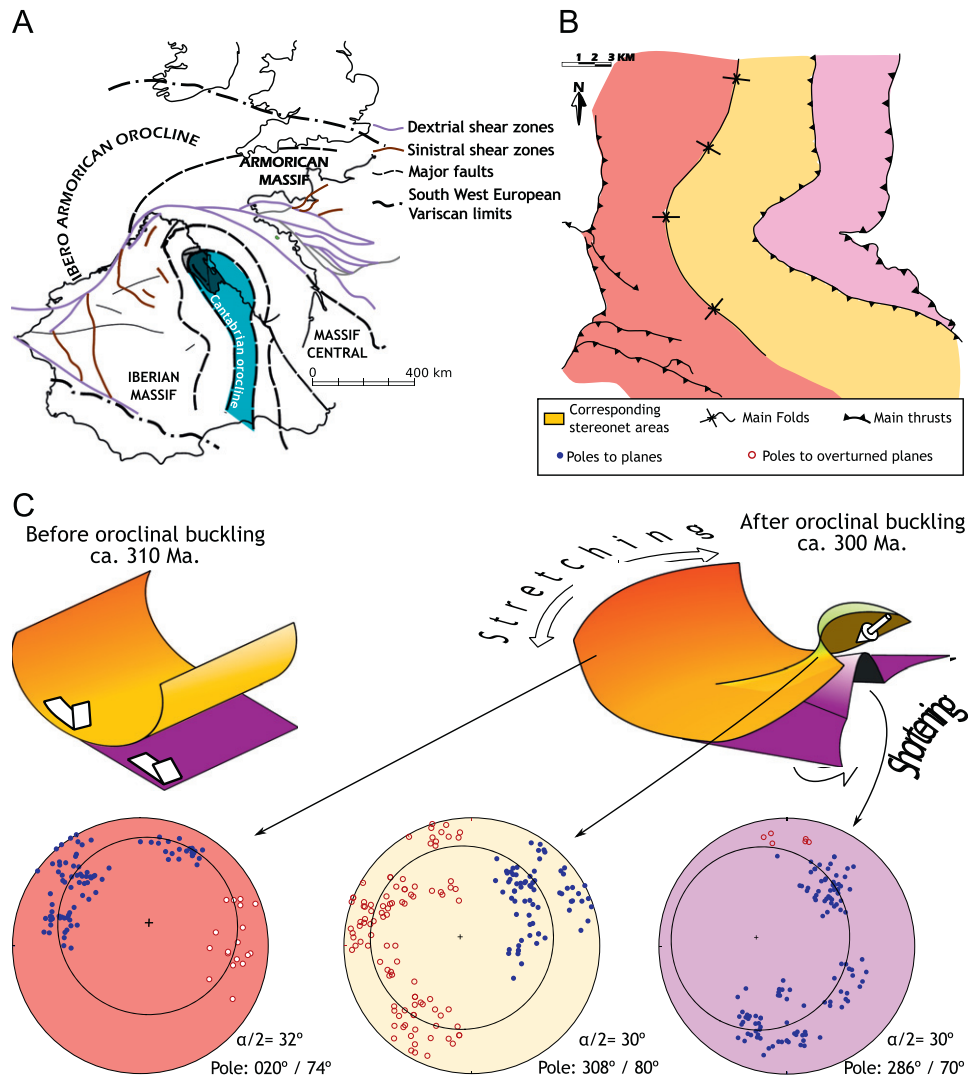 A
IBERO ARMORICAN OROCLINE
ARMORICAN
MASSIF
Dextrial shear zones
Sinistral shear zones
Major faults
South West European
Variscan limits
Cantabrian orocline
MASSIF
CENTRAL
IBERIAN
MASSIF
0 400 km
B
1 2 3 KM
N
Corresponding
stereonet areas
Main Folds
Main thrusts
Poles to planes
Poles to overturned planes
C
Before oroclinal buckling
ca. 310 Ma.
Stretching
After oroclinal buckling
ca. 300 Ma.
Shortening
α/2= 32º
Pole: 020º / 74º
α/2= 30º
Pole: 308º / 80º
α/2= 30º
Pole: 286º / 70º